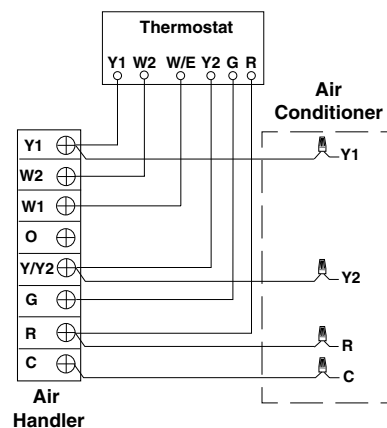 Thermostat
Y1 W2 W/E Y2 G R
Air
Conditioner
Y1
W2
W1
O
Y/Y2
G
R
C
Y1
Y2
R
C
Air
Handler